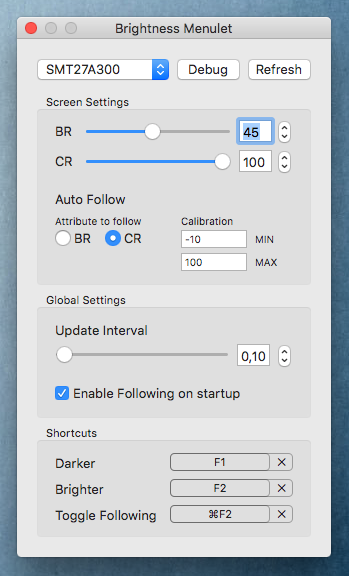 Brightness Menulet
SMT27A300 Debug Refresh
Screen Settings
BR 45
CR 100
Auto Follow
Attribute to follow Calibration
BR CR -10 MIN
100 MAX
Global Settings
Update Interval
0,10
Enable Following on startup
Shortcuts
Darker F1 ×
Brighter F2 ×
Toggle Following ⌘F2 ×